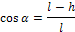 cos α = (l − h) / l